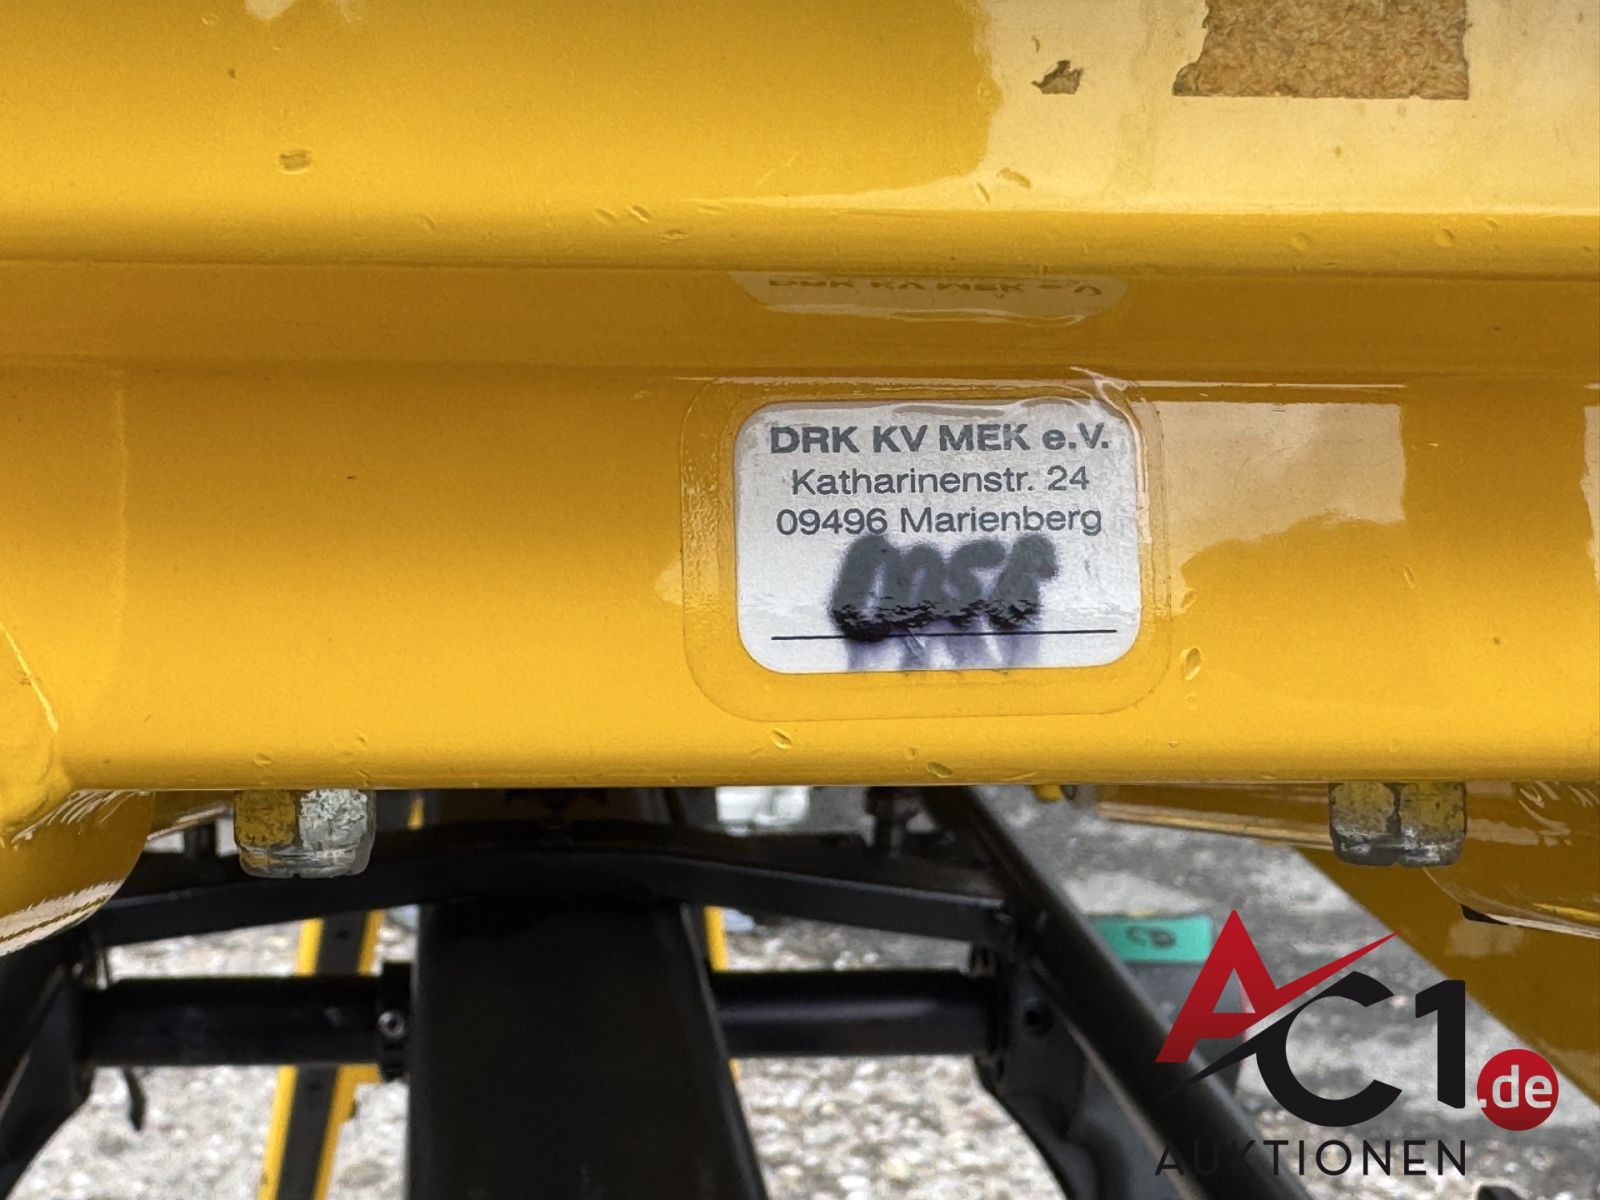 DRK KV MEK e.V.
Katharinenstr. 24
09496 Marienberg
AC1.de
AUKTIONEN